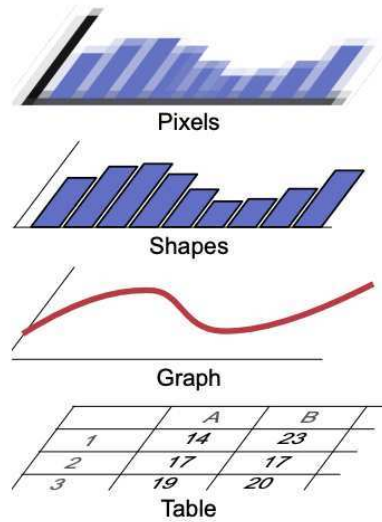 Pixels
Shapes
Graph
A B
1 14 23
2 17 17
3 19 20
Table